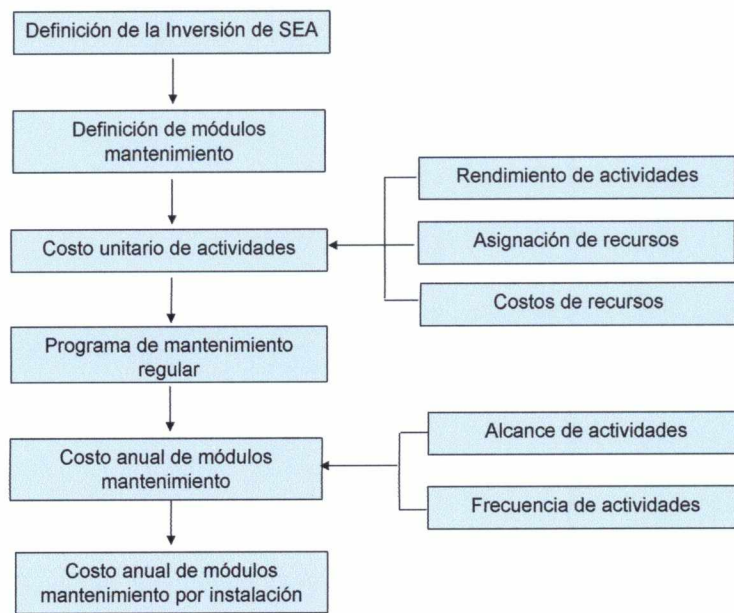 Definición de la Inversión de SEA
Definición de módulos
mantenimiento
Costo unitario de actividades
Rendimiento de actividades
Asignación de recursos
Costos de recursos
Programa de mantenimiento
regular
Costo anual de módulos
mantenimiento
Alcance de actividades
Frecuencia de actividades
Costo anual de módulos
mantenimiento por instalación